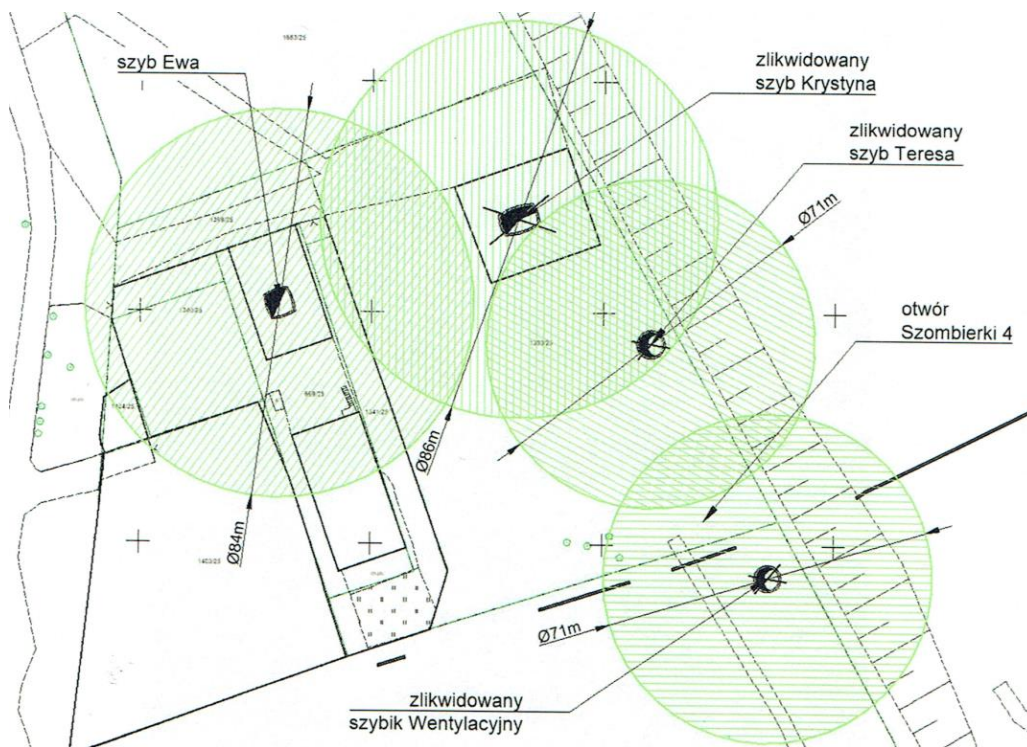 szyb Ewa
zlikwidowany
szyb Krystyna
zlikwidowany
szyb Teresa
Ø71m
otwór
Szombierki 4
Ø86m
Ø84m
Ø71m
zlikwidowany
szybik Wentylacyjny